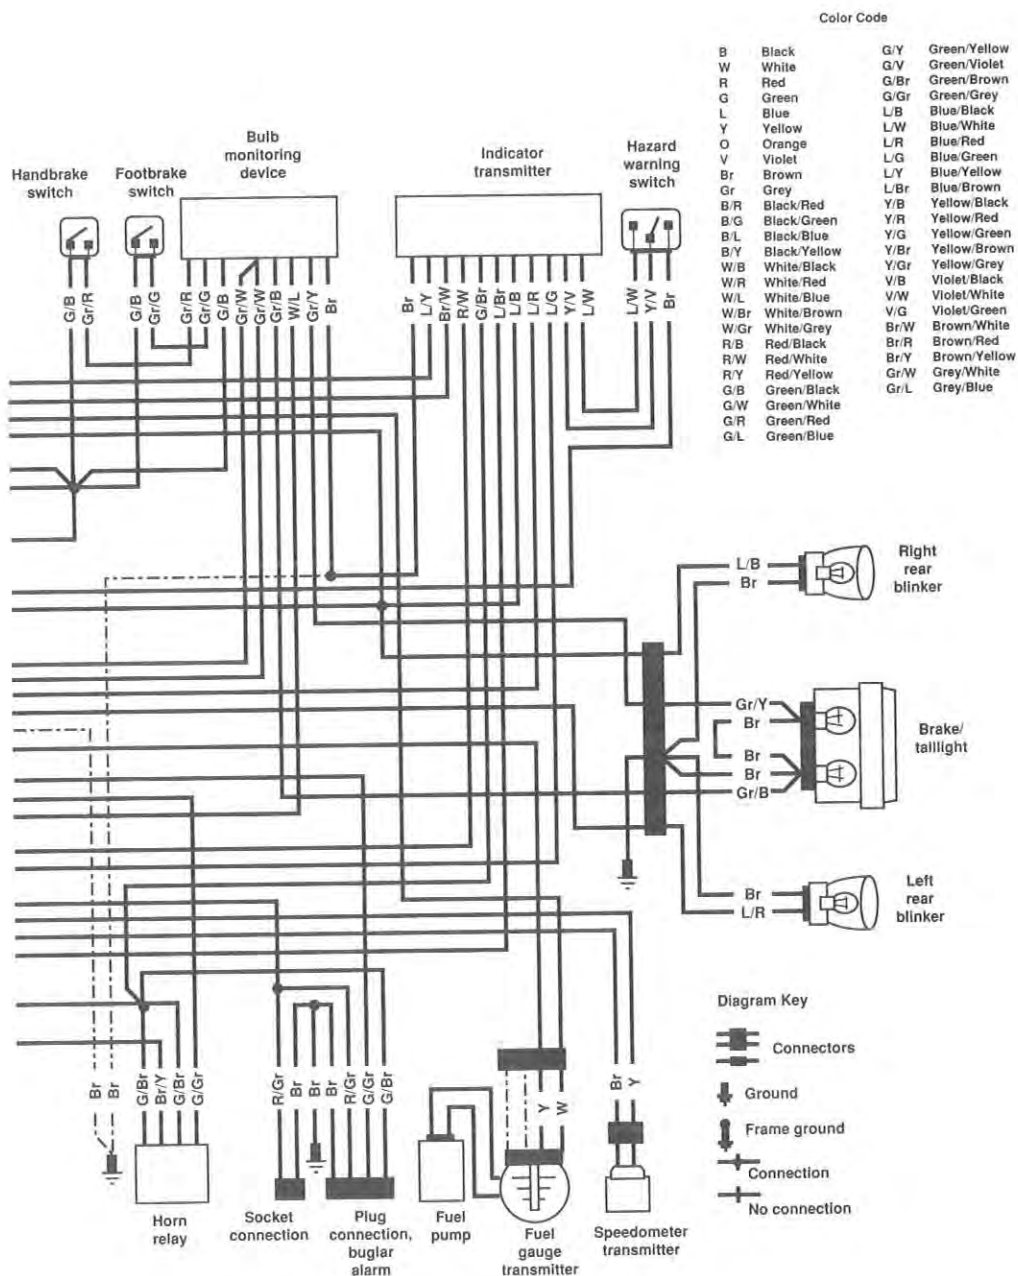 Color Code
B Black
W White
R Red
G Green
L Blue
Y Yellow
O Orange
V Violet
Br Brown
Gr Grey
B/R Black/Red
B/G Black/Green
B/L Black/Blue
B/Y Black/Yellow
W/B White/Black
W/R White/Red
W/L White/Blue
W/Br White/Brown
W/Gr White/Grey
R/B Red/Black
R/W Red/White
R/Y Red/Yellow
G/B Green/Black
G/W Green/White
G/R Green/Red
G/L Green/Blue
G/Y Green/Yellow
G/V Green/Violet
G/Br Green/Brown
G/Gr Green/Grey
L/B Blue/Black
L/W Blue/White
L/R Blue/Red
L/G Blue/Green
L/Y Blue/Yellow
L/Br Blue/Brown
Y/B Yellow/Black
Y/R Yellow/Red
Y/G Yellow/Green
Y/Br Yellow/Brown
Y/Gr Yellow/Grey
V/B Violet/Black
V/W Violet/White
V/G Violet/Green
Br/W Brown/White
Br/R Brown/Red
Br/Y Brown/Yellow
Gr/W Grey/White
Gr/L Grey/Blue
Handbrake
switch
Footbrake
switch
Bulb
monitoring
device
Indicator
transmitter
Hazard
warning
switch
G/B
Gr/R
G/B
Gr/G
Gr/R
Gr/G
G/B
Gr/W
Gr/W
Gr/B
W/L
Gr/Y
Br
Br
L/Y
Br/W
R/W
G/Br
L/Br
L/B
L/R
L/G
Y/V
L/W
L/W
Y/V
Br
L/B
Br
Right
rear
blinker
Gr/Y
Br
Br
Br
Gr/B
Brake/
taillight
Br
L/R
Left
rear
blinker
Br
Br
G/Br
Br/Y
G/Br
G/Gr
R/Gr
Br
Br
Br
R/Gr
G/Gr
G/Br
Y
W
Br
Y
Horn
relay
Socket
connection
Plug
connection,
buglar
alarm
Fuel
pump
Fuel
gauge
transmitter
Speedometer
transmitter
Diagram Key
Connectors
Ground
Frame ground
Connection
No connection